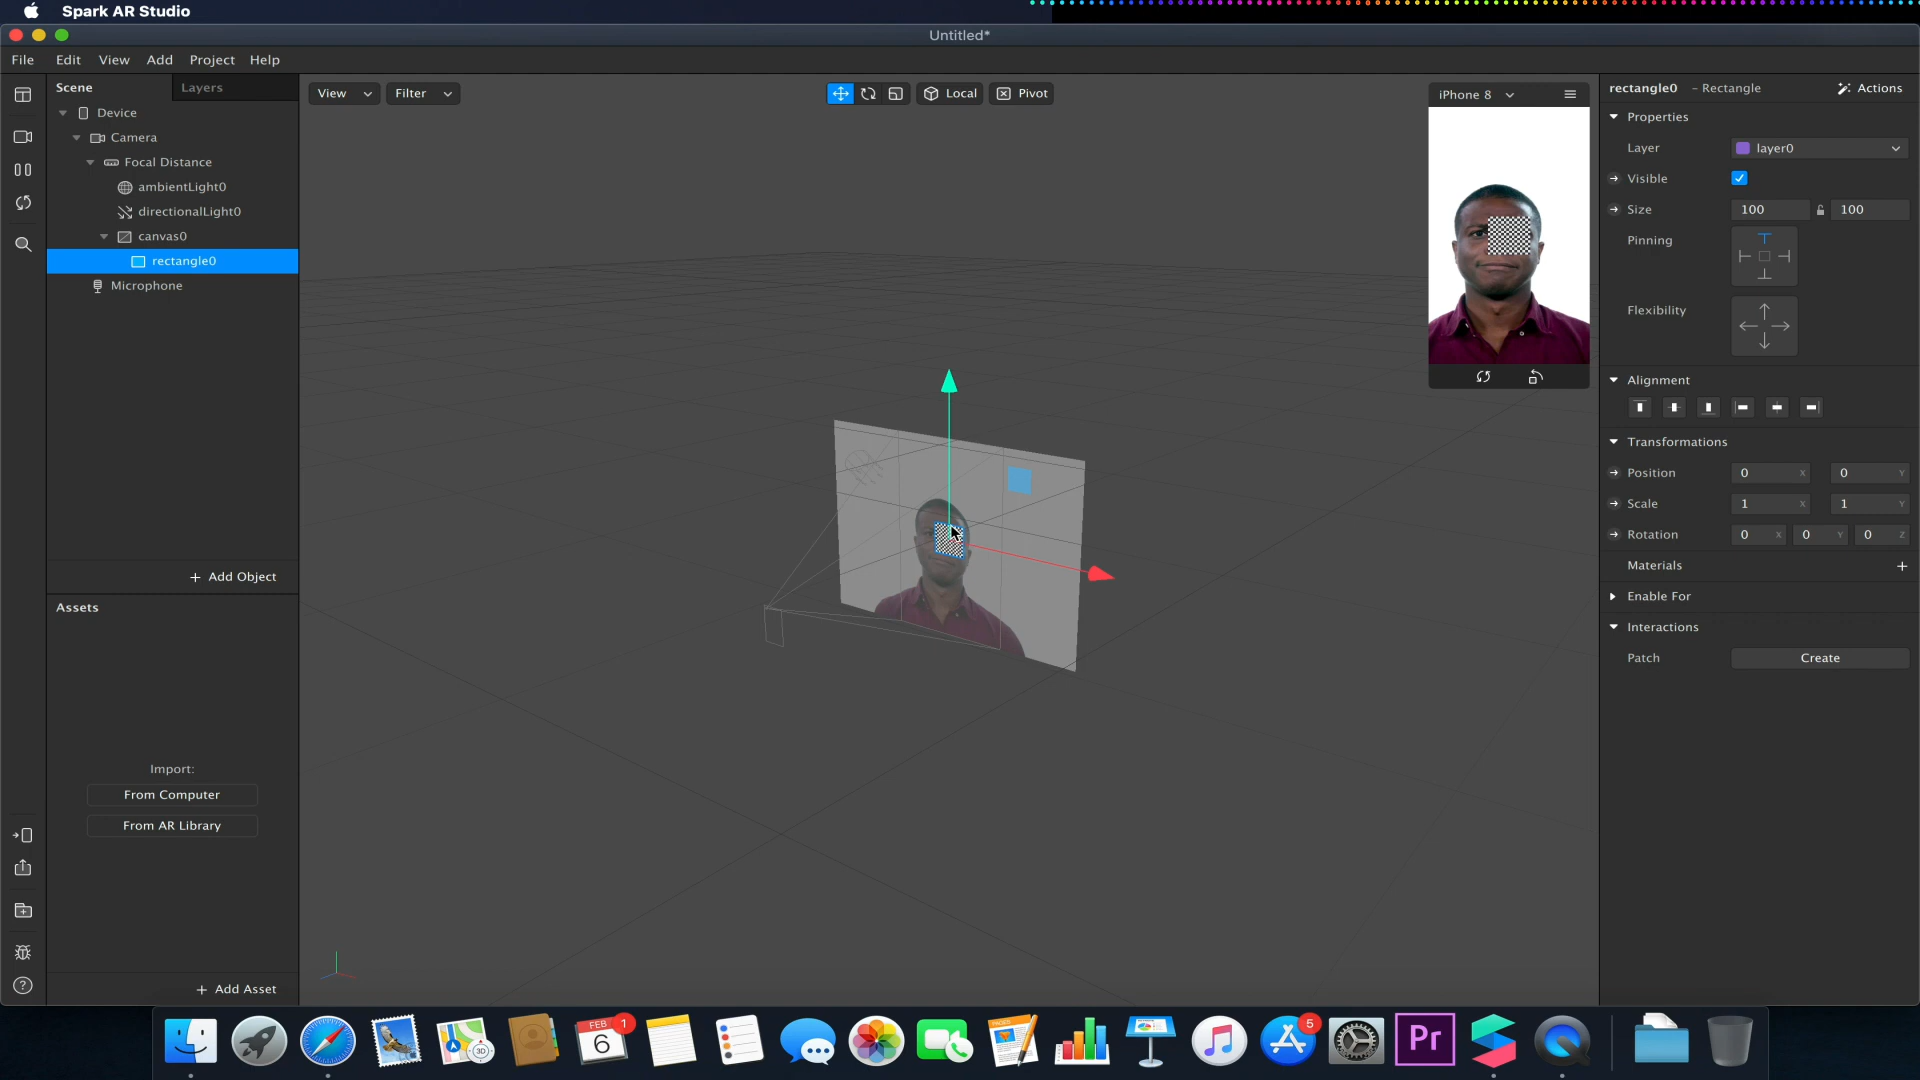 Spark AR Studio
Untitled*
File Edit View Add Project Help
Scene Layers
Device
Camera
Focal Distance
ambientLight0
directionalLight0
canvas0
rectangle0
Microphone
+ Add Object
Assets
Import:
From Computer
From AR Library
+ Add Asset
View Filter Local Pivot
iPhone 8
rectangle0 - Rectangle Actions
Properties
Layer layer0
Visible
Size 100 100
Pinning
Flexibility
Alignment
Transformations
Position 0 X 0 Y
Scale 1 X 1 Y
Rotation 0 X 0 Y 0 Z
Materials +
Enable For
Interactions
Patch Create
3D
FEB 1
6
PAGES
5
Pr